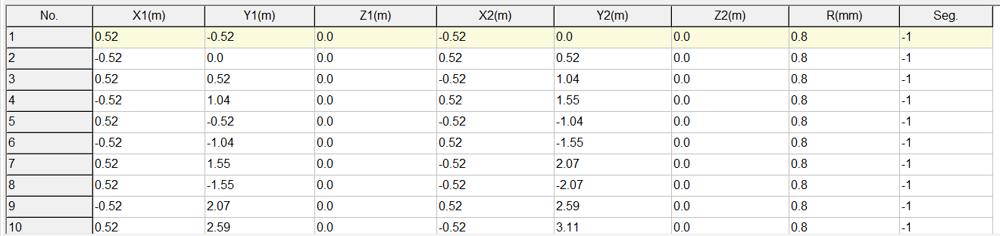 No. X1(m) Y1(m) Z1(m) X2(m) Y2(m) Z2(m) R(mm) Seg.
1 0.52 -0.52 0.0 -0.52 0.0 0.0 0.8 -1
2 -0.52 0.0 0.0 0.52 0.52 0.0 0.8 -1
3 0.52 0.52 0.0 -0.52 1.04 0.0 0.8 -1
4 -0.52 1.04 0.0 0.52 1.55 0.0 0.8 -1
5 0.52 -0.52 0.0 -0.52 -1.04 0.0 0.8 -1
6 -0.52 -1.04 0.0 0.52 -1.55 0.0 0.8 -1
7 0.52 1.55 0.0 -0.52 2.07 0.0 0.8 -1
8 0.52 -1.55 0.0 -0.52 -2.07 0.0 0.8 -1
9 -0.52 2.07 0.0 0.52 2.59 0.0 0.8 -1
10 0.52 2.59 0.0 -0.52 3.11 0.0 0.8 -1